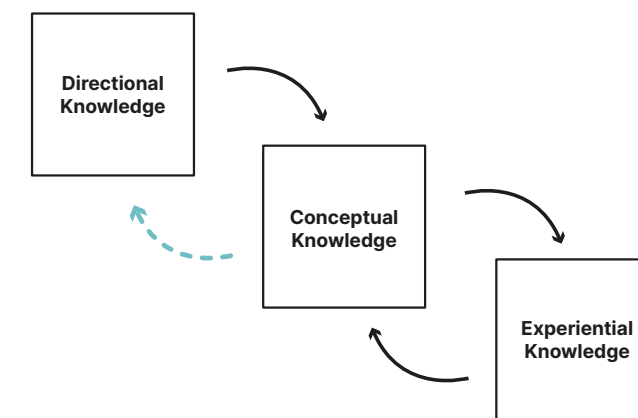 Directional
Knowledge
Conceptual
Knowledge
Experiential
Knowledge